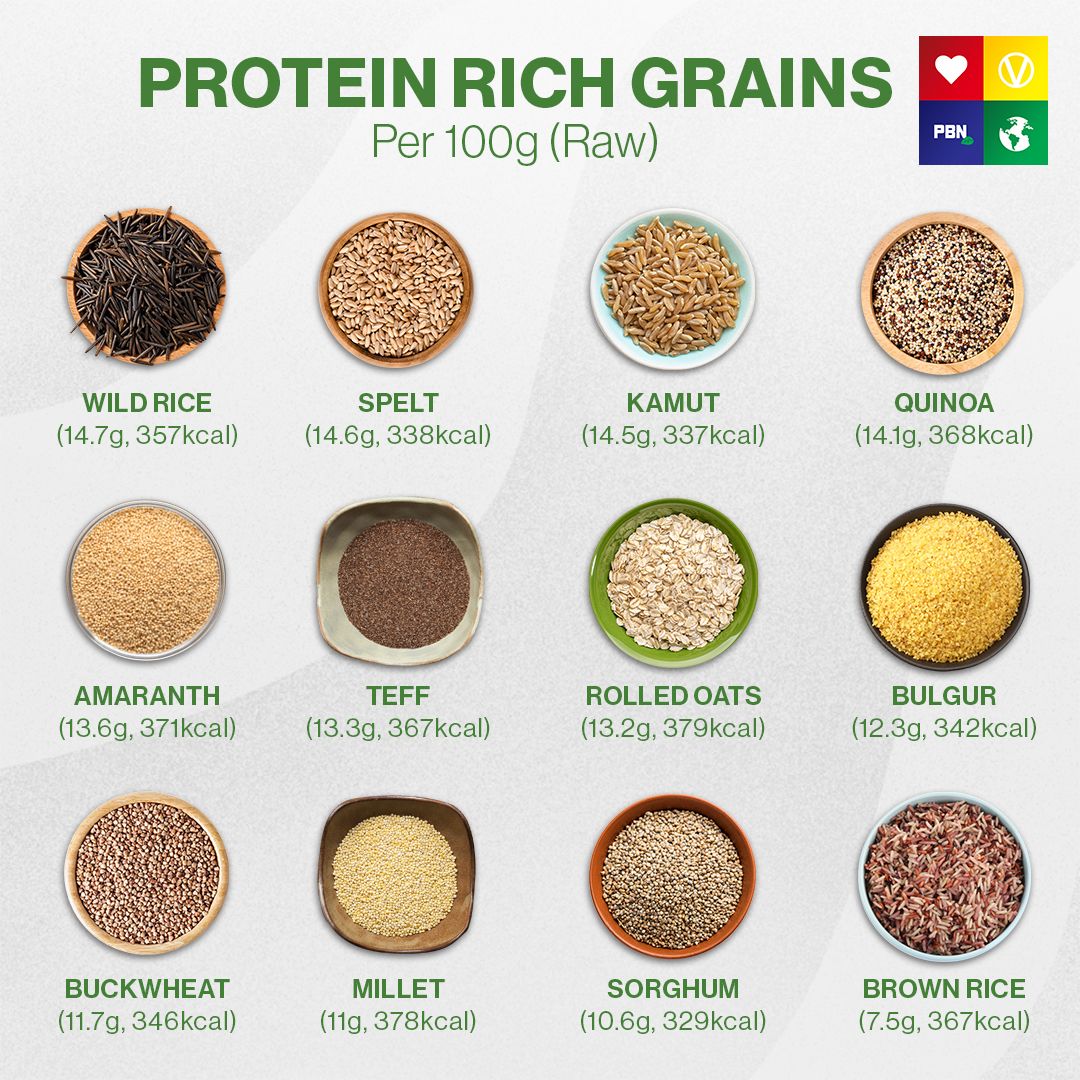 PROTEIN RICH GRAINS
Per 100g (Raw)
V
PBN
WILD RICE
(14.7g, 357kcal)
SPELT
(14.6g, 338kcal)
KAMUT
(14.5g, 337kcal)
QUINOA
(14.1g, 368kcal)
AMARANTH
(13.6g, 371kcal)
TEFF
(13.3g, 367kcal)
ROLLED OATS
(13.2g, 379kcal)
BULGUR
(12.3g, 342kcal)
BUCKWHEAT
(11.7g, 346kcal)
MILLET
(11g, 378kcal)
SORGHUM
(10.6g, 329kcal)
BROWN RICE
(7.5g, 367kcal)